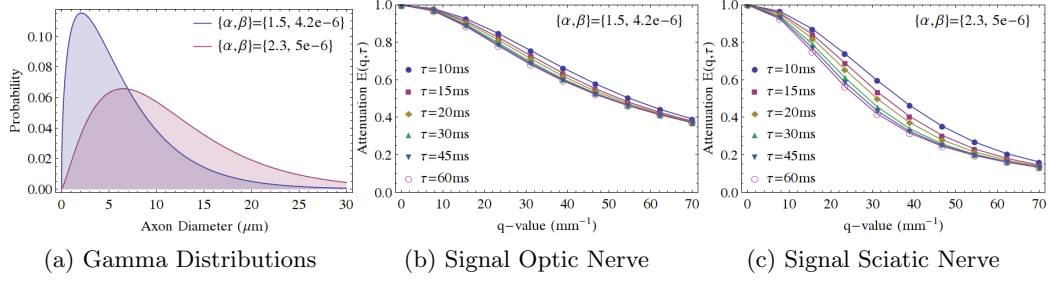 {α,β}={1.5, 4.2e-6}
{α,β}={2.3, 5e-6}
Probability
0.10
0.08
0.06
0.04
0.02
0.00
0 5 10 15 20 25 30
Axon Diameter (μm)
(a) Gamma Distributions
{α,β}={1.5, 4.2e-6}
Attenuation E(q,τ)
1.0
0.8
0.6
0.4
0.2
0.0
τ=10ms
τ=15ms
τ=20ms
τ=30ms
τ=45ms
τ=60ms
0 10 20 30 40 50 60 70
q-value (mm⁻¹)
(b) Signal Optic Nerve
{α,β}={2.3, 5e-6}
Attenuation E(q,τ)
1.0
0.8
0.6
0.4
0.2
0.0
τ=10ms
τ=15ms
τ=20ms
τ=30ms
τ=45ms
τ=60ms
0 10 20 30 40 50 60 70
q-value (mm⁻¹)
(c) Signal Sciatic Nerve